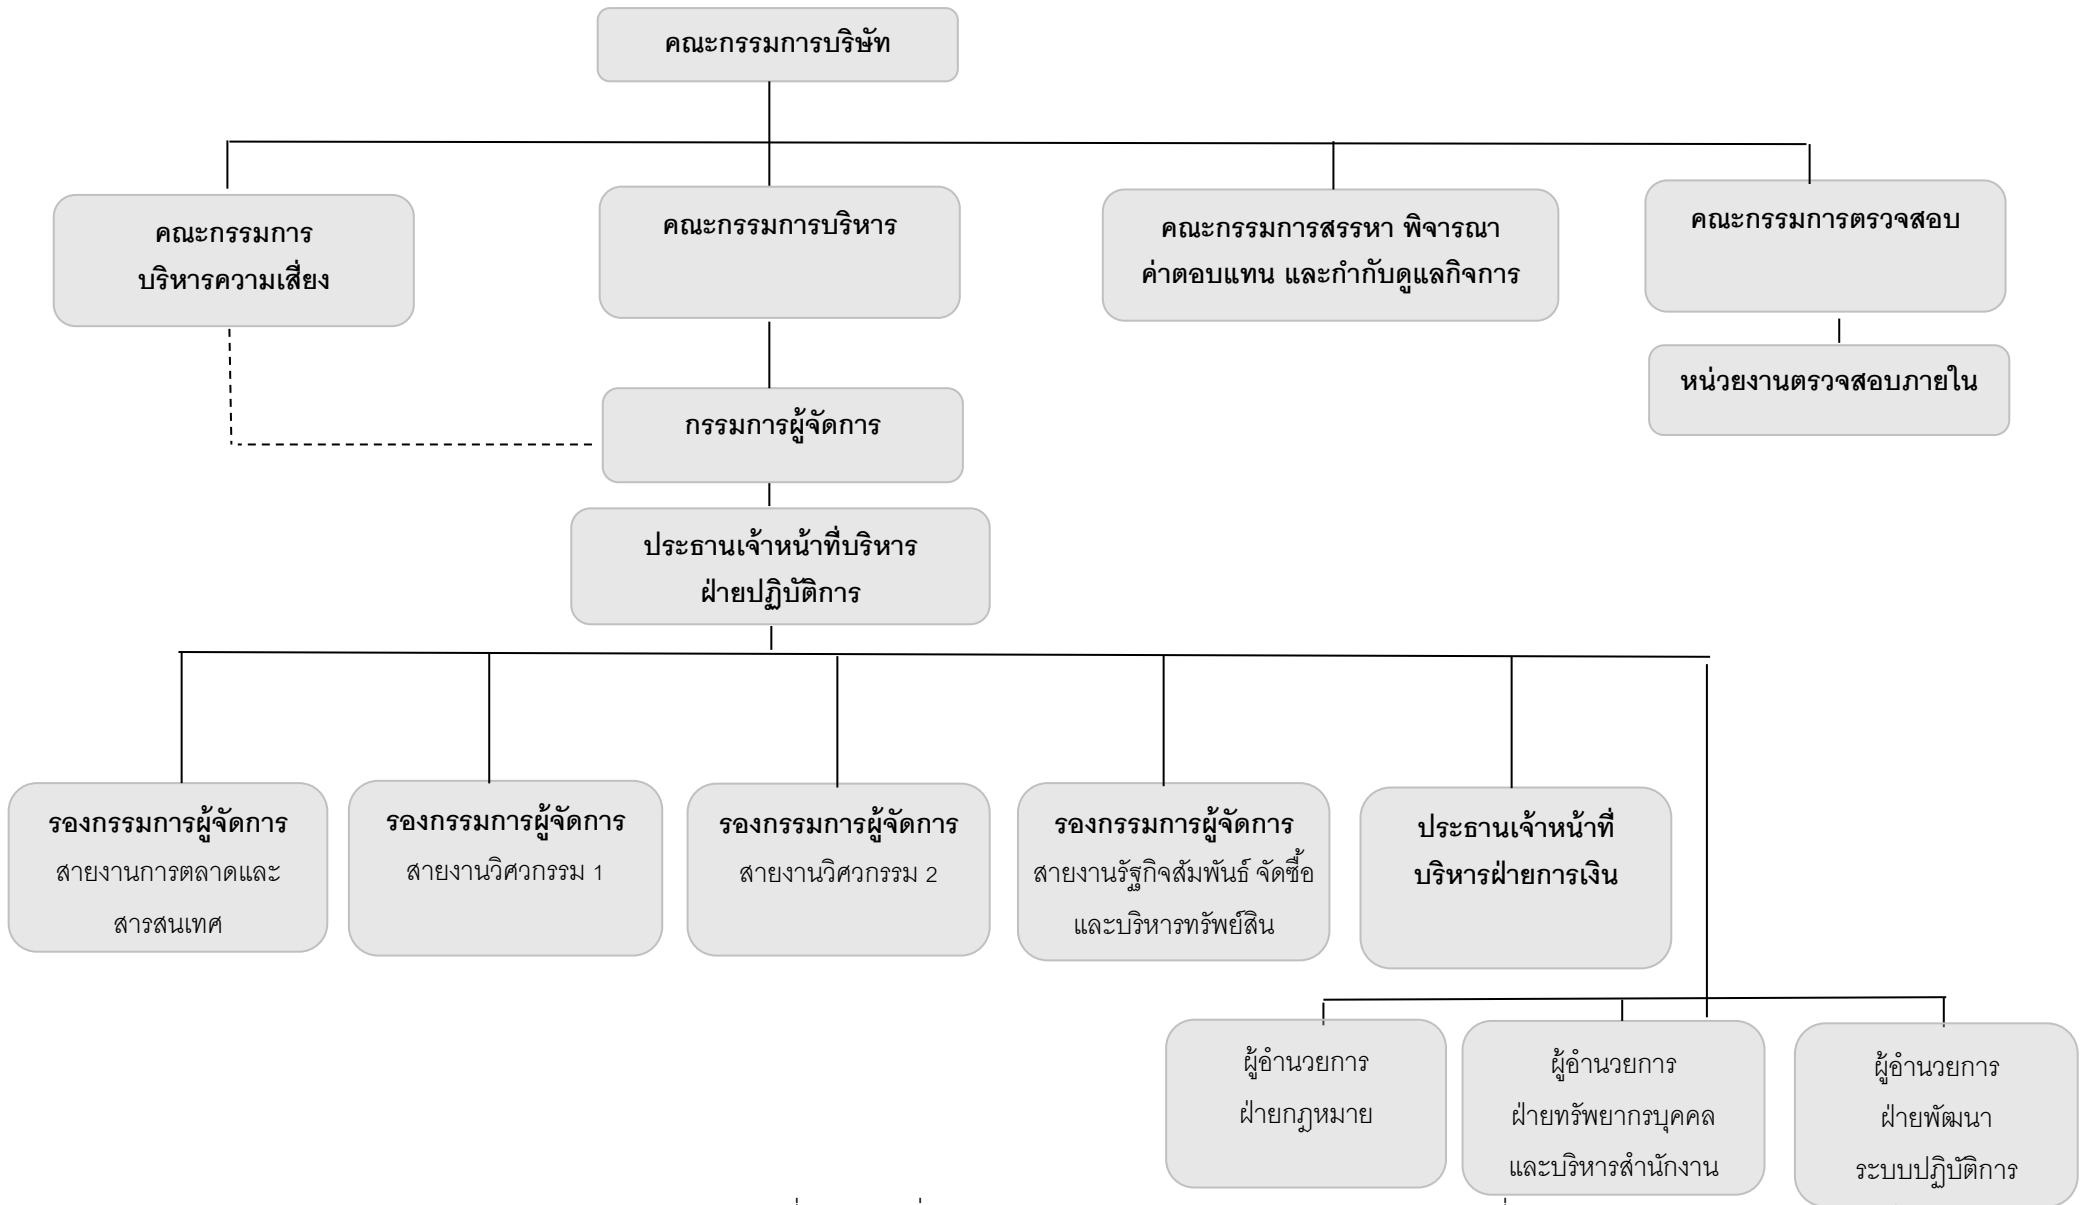 คณะกรรมการบริษัท
คณะกรรมการ
บริหารความเสี่ยง
คณะกรรมการบริหาร
คณะกรรมการสรรหา พิจารณา
ค่าตอบแทน และกำกับดูแลกิจการ
คณะกรรมการตรวจสอบ
หน่วยงานตรวจสอบภายใน
กรรมการผู้จัดการ
ประธานเจ้าหน้าที่บริหาร
ฝ่ายปฏิบัติการ
รองกรรมการผู้จัดการ
สายงานการตลาดและ
สารสนเทศ
รองกรรมการผู้จัดการ
สายงานวิศวกรรม 1
รองกรรมการผู้จัดการ
สายงานวิศวกรรม 2
รองกรรมการผู้จัดการ
สายงานรัฐกิจสัมพันธ์ จัดซื้อ
และบริหารทรัพย์สิน
ประธานเจ้าหน้าที่
บริหารฝ่ายการเงิน
ผู้อำนวยการ
ฝ่ายกฎหมาย
ผู้อำนวยการ
ฝ่ายทรัพยากรบุคคล
และบริหารสำนักงาน
ผู้อำนวยการ
ฝ่ายพัฒนา
ระบบปฏิบัติการ